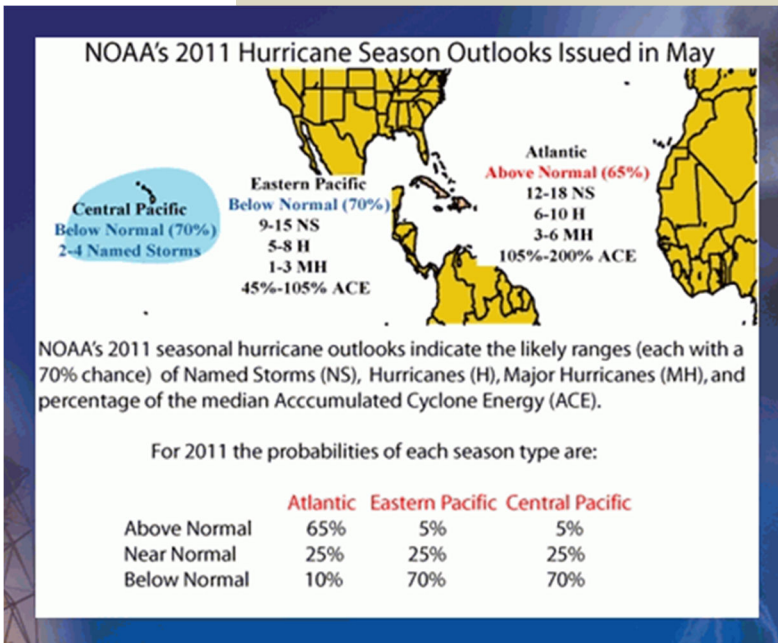 NOAA's 2011 Hurricane Season Outlooks Issued in May
Central Pacific
Below Normal (70%)
2-4 Named Storms
Eastern Pacific
Below Normal (70%)
9-15 NS
5-8 H
1-3 MH
45%-105% ACE
Atlantic
Above Normal (65%)
12-18 NS
6-10 H
3-6 MH
105%-200% ACE
NOAA's 2011 seasonal hurricane outlooks indicate the likely ranges (each with a
70% chance) of Named Storms (NS), Hurricanes (H), Major Hurricanes (MH), and
percentage of the median Acccumulated Cyclone Energy (ACE).
For 2011 the probabilities of each season type are:
Atlantic Eastern Pacific Central Pacific
Above Normal 65% 5% 5%
Near Normal 25% 25% 25%
Below Normal 10% 70% 70%